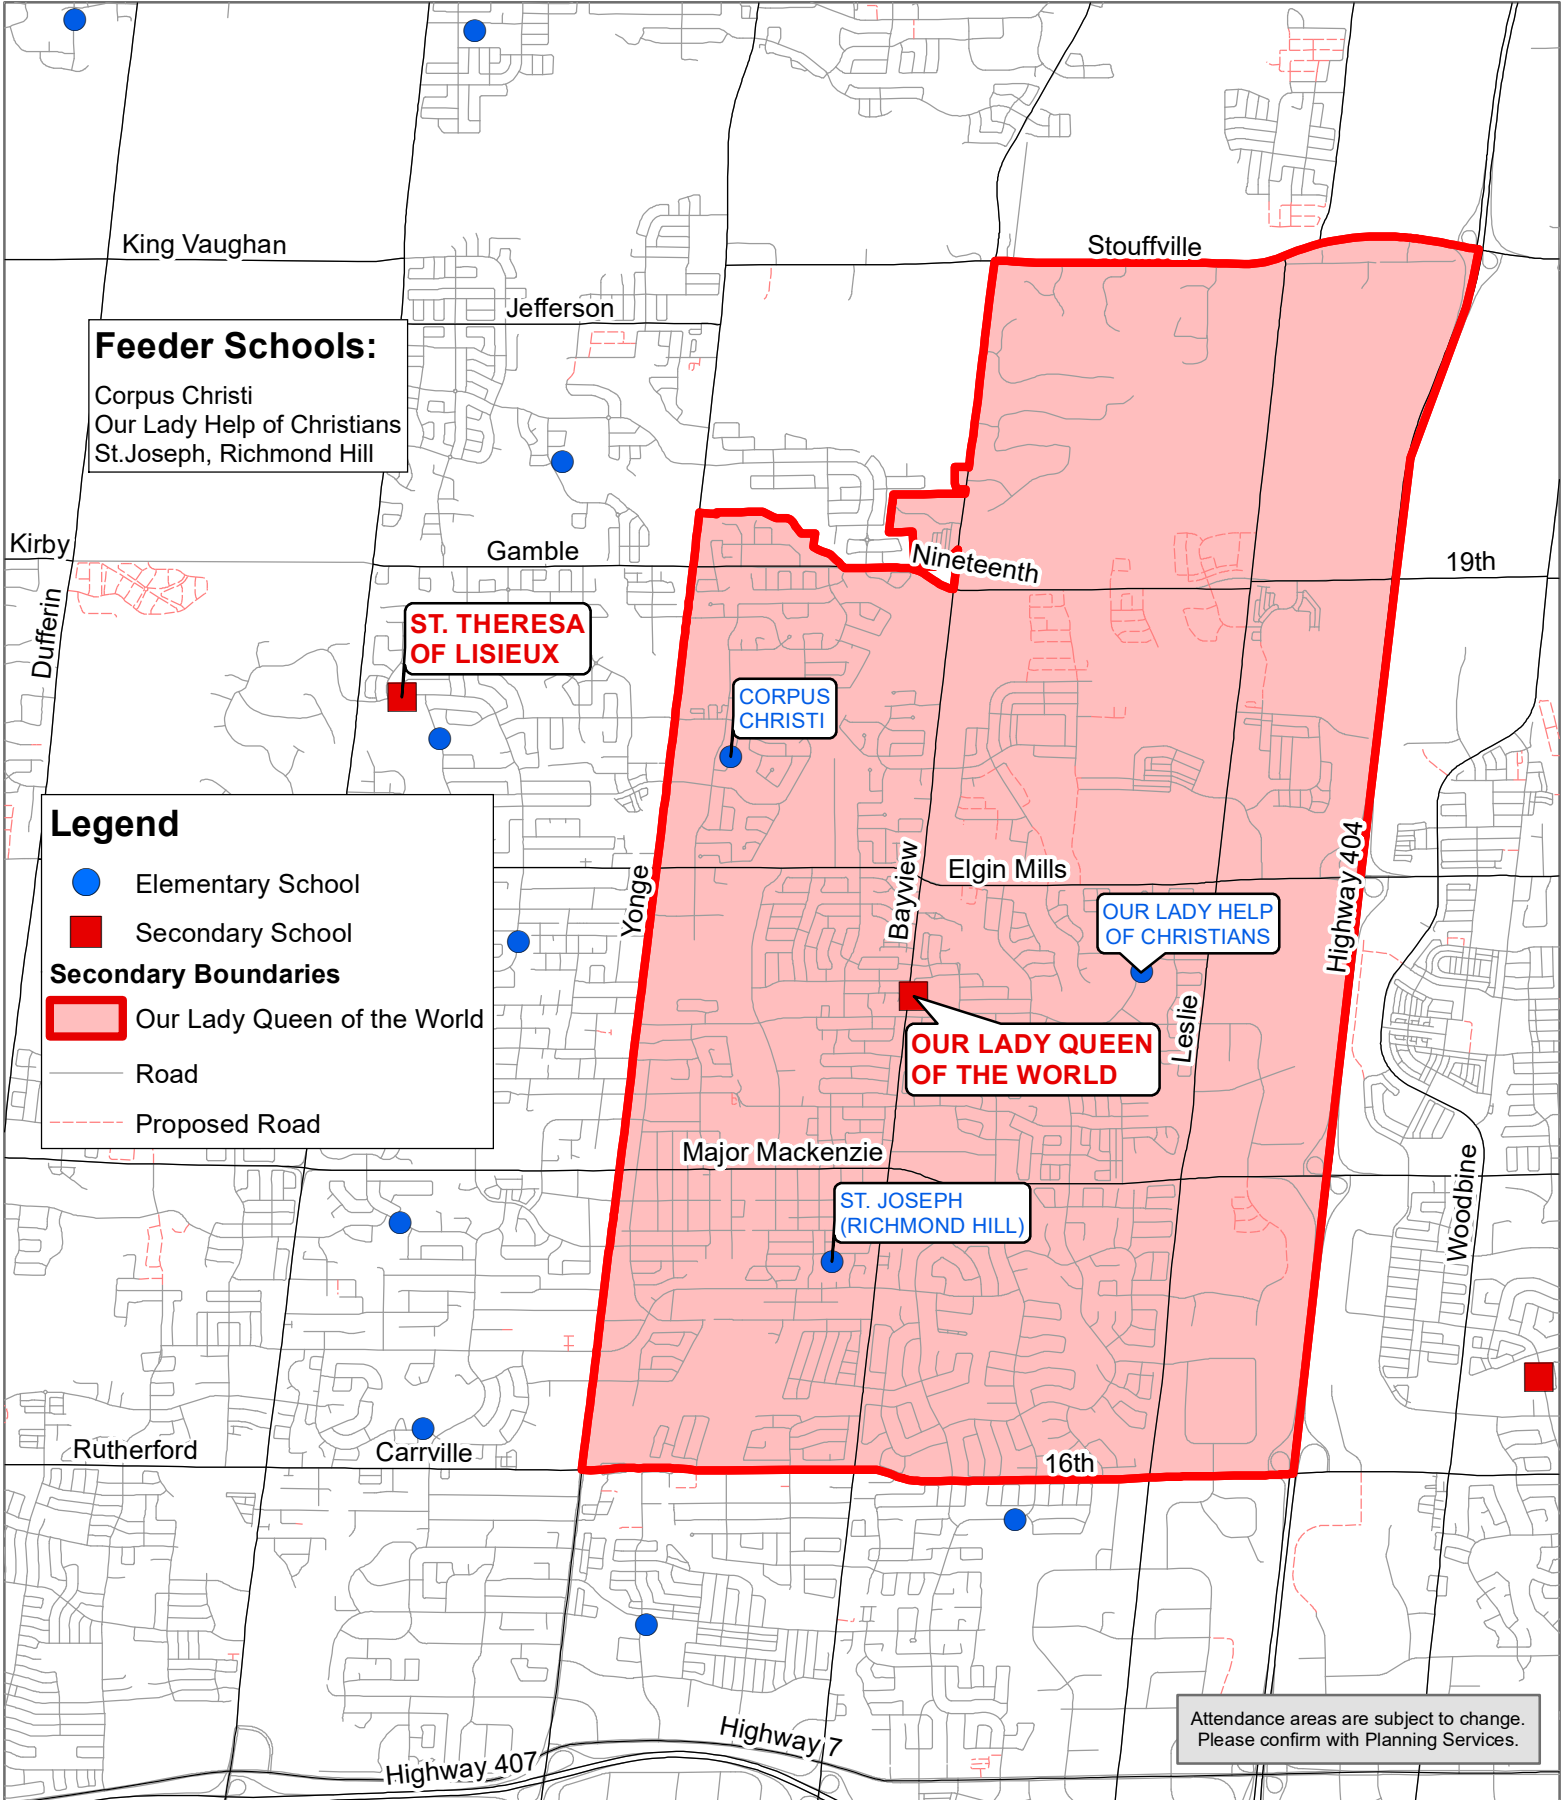 King Vaughan
Stouffville
Jefferson
Feeder Schools:
Corpus Christi
Our Lady Help of Christians
St.Joseph, Richmond Hill
Kirby
Gamble
Nineteenth
19th
Dufferin
ST. THERESA
OF LISIEUX
CORPUS
CHRISTI
Legend
Elementary School
Secondary School
Secondary Boundaries
Our Lady Queen of the World
Road
Proposed Road
Yonge
Bayview
Elgin Mills
Highway 404
OUR LADY HELP
OF CHRISTIANS
Leslie
OUR LADY QUEEN
OF THE WORLD
Major Mackenzie
Woodbine
ST. JOSEPH
(RICHMOND HILL)
Rutherford
Carrville
16th
Highway 7
Highway 407
Attendance areas are subject to change.
Please confirm with Planning Services.